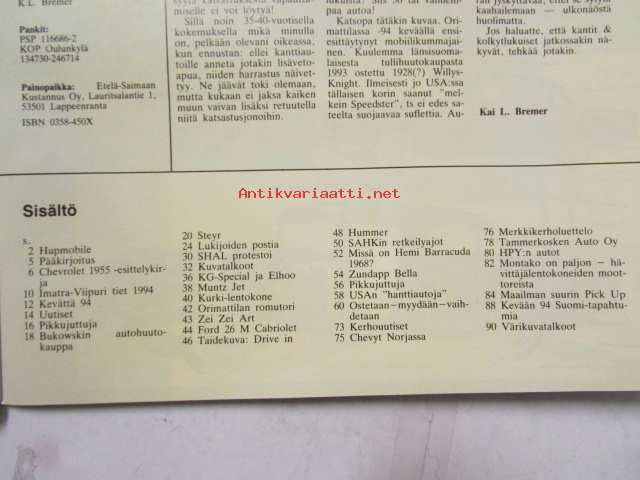 K.L. Bremer
Pankit:
PSP 116686-2
KOP Oulunkylä
134730-246714
Painopaikka: Etelä-Saimaan
Kustannus Oy, Lauritsalantie 1,
53501 Lappeenranta
ISBN 0358-450X
miselle ei voi löytyä!
Sillä noin 35-40-vuotisella
kokemuksella mikä minulla
on, pelkään olevani oikeassa,
kun ennustan: ellei kanttiau-
toille anneta jotakin lisäveto-
apua, niiden harrastus näivet-
tyy. Ne jäävät toki olemaan,
mutta kukaan ei jaksa kaiken
muun vaivan lisäksi retuutella
niitä katsastusjonoihin.
paa autoa!
Katsopa tätäkin kuvaa. Ori-
mattilassa -94 keväällä ensi-
esittäytynyt mobiilikummajai-
nen. Kuulemma länsisuoma-
laisesta tullihuutokaupasta
1993 ostettu 1928(?) Willys-
Knight. Ilmeisesti jo USA:ssa
tällaisen korin saanut "mel-
kein Speedster", ts ei edes sa-
teelta suojaavaa suflettia. Au-
kaahailemaan — ulkonäöstä
huolimatta.
Jos haluatte, että kantit &
kolkytlukuiset jatkossakin nä-
kyvät, tehkää jotakin.
Kai L. Bremer
Antikvariaatti.net
Sisältö
s.
2 Hupmobile
5 Pääkirjoitus
6 Chevrolet 1955 -esittelykir-
ja
10 Imatra-Viipuri tiet 1994
12 Kevättä 94
14 Uutiset
16 Pikkujuttuja
18 Bukowskin autohuuto-
kauppa
20 Steyr
24 Lukijoiden postia
30 SHAL protestoi
32 Kuvatalkoot
36 KG-Special ja Elhoo
38 Muntz Jet
40 Kurki-lentokone
42 Orimattilan romutori
43 Zei Zei Art
44 Ford 26 M Cabriolet
46 Taidekuva: Drive in
48 Hummer
50 SAHKin retkeilyajot
52 Missä on Hemi Barracuda
1968?
54 Zundapp Bella
56 Pikkujuttuja
58 USAn "hanttiautoja"
60 Ostetaan—myydään—vaih-
detaan
73 Kerhouutiset
75 Chevyt Norjassa
76 Merkkikerholuettelo
78 Tammerkosken Auto Oy
80 HPY:n autot
82 Montako on paljon — hä-
vittäjälentokoneiden moot-
toreista
84 Maailman suurin Pick Up
88 Kevään 94 Suomi-tapahtu-
mia
90 Värikuvatalkoot